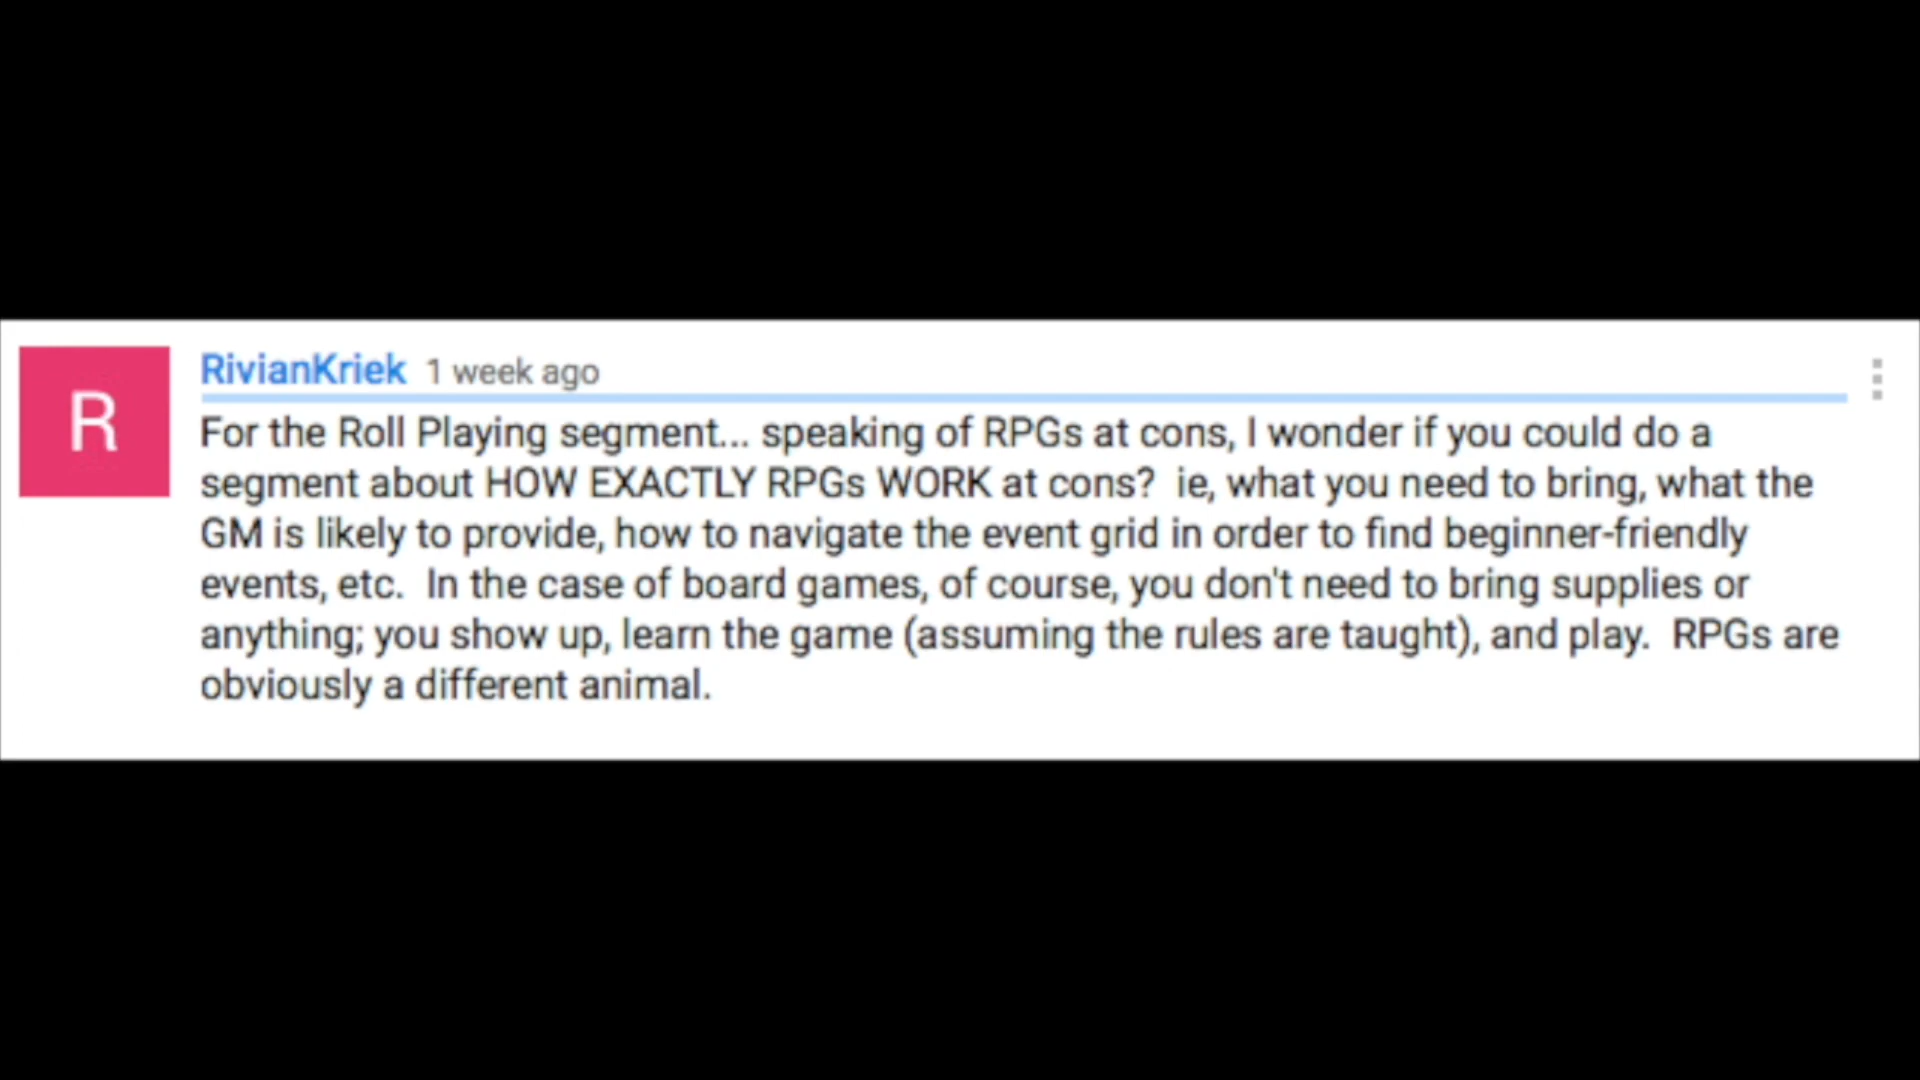 R
RivianKriek 1 week ago
For the Roll Playing segment... speaking of RPGs at cons, I wonder if you could do a
segment about HOW EXACTLY RPGs WORK at cons?  ie, what you need to bring, what the
GM is likely to provide, how to navigate the event grid in order to find beginner-friendly
events, etc.  In the case of board games, of course, you don't need to bring supplies or
anything; you show up, learn the game (assuming the rules are taught), and play.  RPGs are
obviously a different animal.